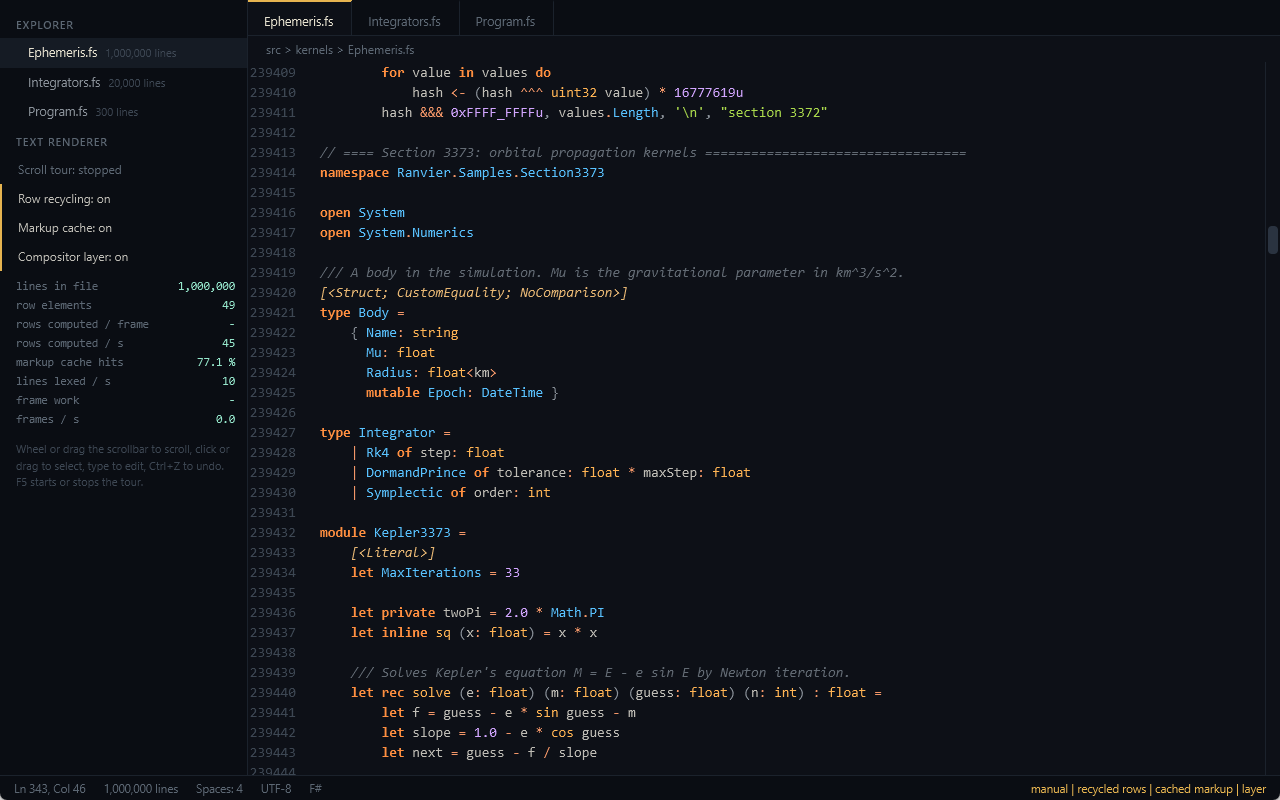 EXPLORER
Ephemeris.fs 1,000,000 lines
Integrators.fs 20,000 lines
Program.fs 300 lines
TEXT RENDERER
Scroll tour: stopped
Row recycling: on
Markup cache: on
Compositor layer: on
lines in file 1,000,000
row elements 49
rows computed / frame -
rows computed / s 45
markup cache hits 77.1 %
lines lexed / s 10
frame work -
frames / s 0.0
Wheel or drag the scrollbar to scroll, click or
drag to select, type to edit, Ctrl+Z to undo.
F5 starts or stops the tour.
Ephemeris.fs Integrators.fs Program.fs
src > kernels > Ephemeris.fs
239409         for value in values do
239410             hash <- (hash ^^^ uint32 value) * 16777619u
239411         hash &&& 0xFFFF_FFFFu, values.Length, '\n', "section 3372"
239412
239413 // ==== Section 3373: orbital propagation kernels ==================================
239414 namespace Ranvier.Samples.Section3373
239415
239416 open System
239417 open System.Numerics
239418
239419 /// A body in the simulation. Mu is the gravitational parameter in km^3/s^2.
239420 [<Struct; CustomEquality; NoComparison>]
239421 type Body =
239422     { Name: string
239423       Mu: float
239424       Radius: float<km>
239425       mutable Epoch: DateTime }
239426
239427 type Integrator =
239428     | Rk4 of step: float
239429     | DormandPrince of tolerance: float * maxStep: float
239430     | Symplectic of order: int
239431
239432 module Kepler3373 =
239433     [<Literal>]
239434     let MaxIterations = 33
239435
239436     let private twoPi = 2.0 * Math.PI
239437     let inline sq (x: float) = x * x
239438
239439     /// Solves Kepler's equation M = E - e sin E by Newton iteration.
239440     let rec solve (e: float) (m: float) (guess: float) (n: int) : float =
239441         let f = guess - e * sin guess - m
239442         let slope = 1.0 - e * cos guess
239443         let next = guess - f / slope
239444
Ln 343, Col 46 1,000,000 lines Spaces: 4 UTF-8 F# manual | recycled rows | cached markup | layer